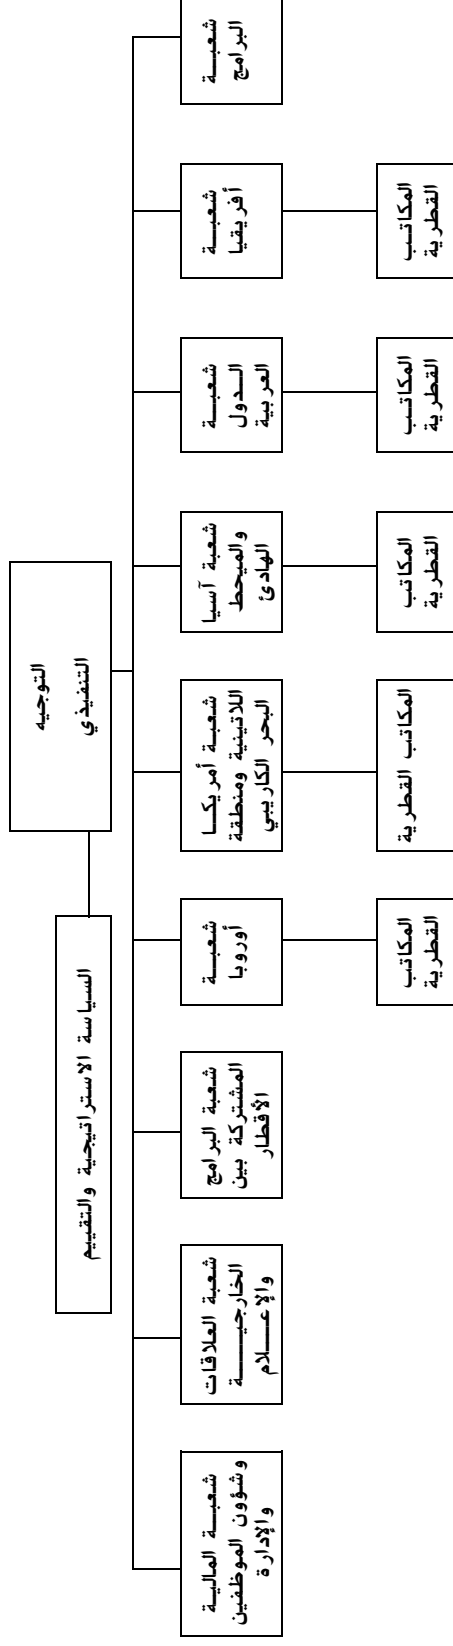 التوجيه
التنفيذي
السياسة الاستراتيجية والتقييم
شعبة
البرامج
شعبة
أفريقيا
شعبة
الدول
العربية
شعبة آسيا
والميحط
الهادئ
شعبة أمريكا
اللاتينية ومنطقة
البحر الكاريبي
شعبة
أوروبا
شعبة البرامج
المشتركة بين
الأقطار
شعبة العلاقات
الخارجية
والإعلام
شعبة المالية
وشؤون الموظفين
والإدارة
المكاتب
القطرية
المكاتب
القطرية
المكاتب
القطرية
المكاتب القطرية
المكاتب
القطرية